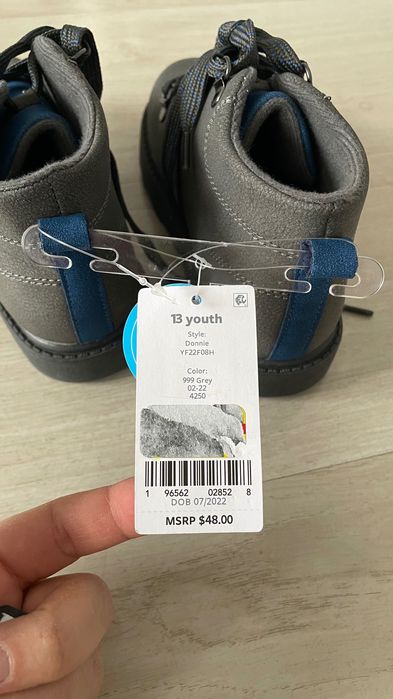 13 youth
Style:
Donnie
YF22F08H
Color:
999 Grey
02-22
4250
1 96562 02852 8
DOB 07/2022
MSRP $48.00